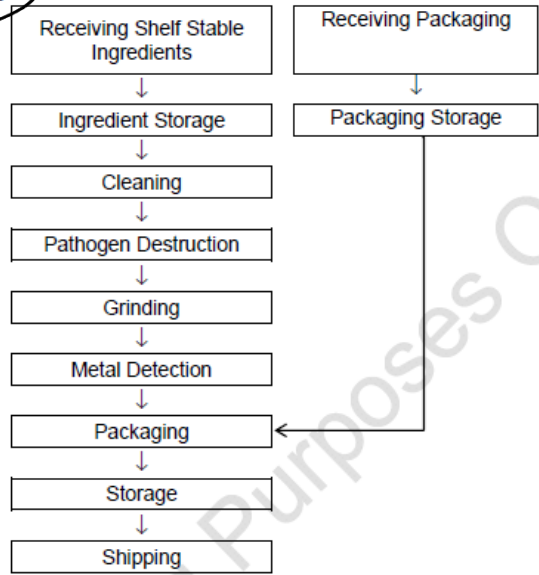 Receiving Shelf Stable
Ingredients
Ingredient Storage
Cleaning
Pathogen Destruction
Grinding
Metal Detection
Packaging
Storage
Shipping
Receiving Packaging
Packaging Storage
Purposes